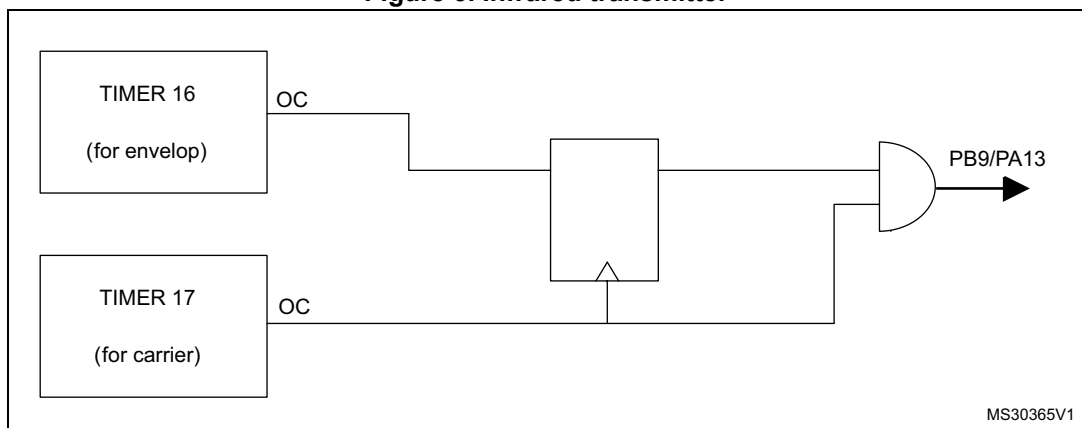 TIMER 16
(for envelop)
OC
PB9/PA13
TIMER 17
(for carrier)
OC
MS30365V1